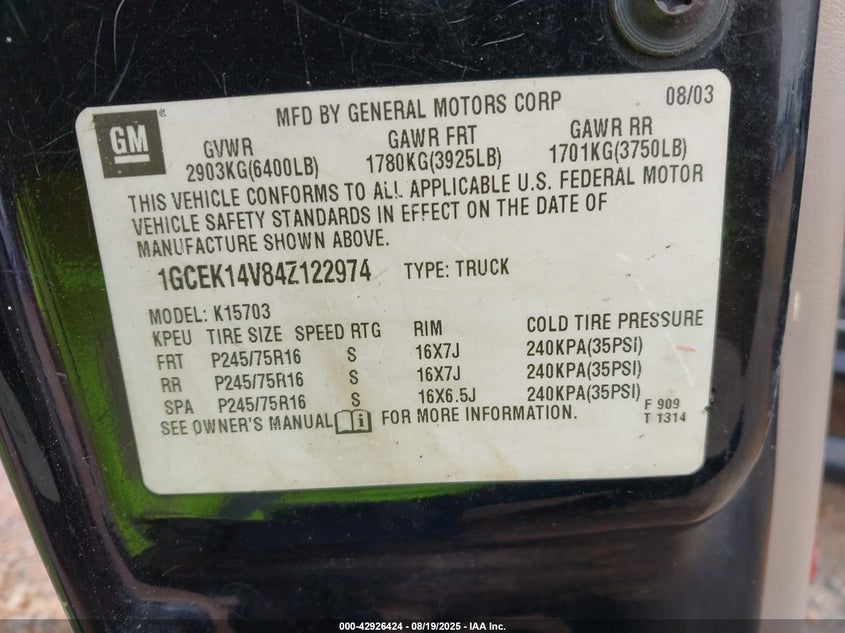 GM
MFD BY GENERAL MOTORS CORP 08/03
GVWR GAWR FRT GAWR RR
2903KG(6400LB) 1780KG(3925LB) 1701KG(3750LB)
THIS VEHICLE CONFORMS TO ALL APPLICABLE U.S. FEDERAL MOTOR
VEHICLE SAFETY STANDARDS IN EFFECT ON THE DATE OF
MANUFACTURE SHOWN ABOVE.
1GCEK14V84Z122974 TYPE: TRUCK
MODEL: K15703
KPEU TIRE SIZE SPEED RTG RIM COLD TIRE PRESSURE
FRT P245/75R16 S 16X7J 240KPA(35PSI)
RR P245/75R16 S 16X7J 240KPA(35PSI)
SPA P245/75R16 S 16X6.5J 240KPA(35PSI)
SEE OWNER'S MANUAL FOR MORE INFORMATION.
F 909
T 1314
000-42926424 - 08/19/2025 - IAA Inc.